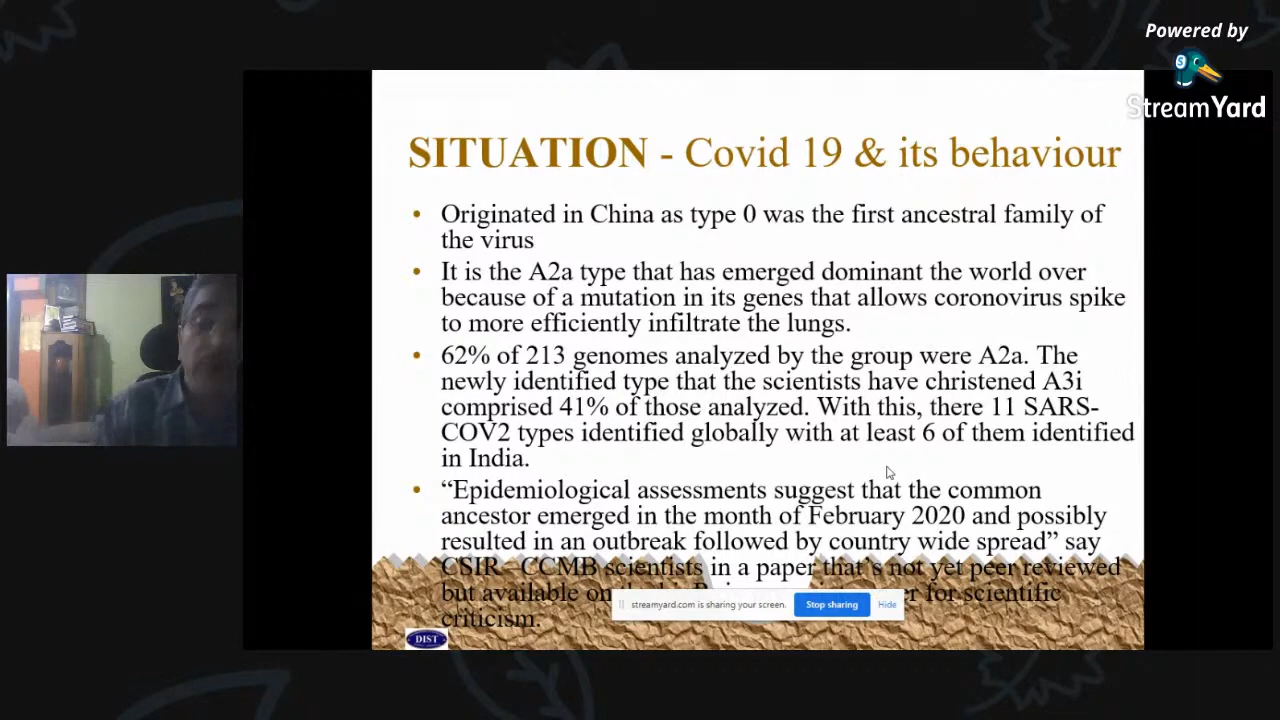 Powered by
StreamYard
SITUATION - Covid 19 & its behaviour
• Originated in China as type 0 was the first ancestral family of
the virus
• It is the A2a type that has emerged dominant the world over
because of a mutation in its genes that allows coronovirus spike
to more efficiently infiltrate the lungs.
• 62% of 213 genomes analyzed by the group were A2a. The
newly identified type that the scientists have christened A3i
comprised 41% of those analyzed. With this, there 11 SARS-
COV2 types identified globally with at least 6 of them identified
in India.
• “Epidemiological assessments suggest that the common
ancestor emerged in the month of February 2020 and possibly
resulted in an outbreak followed by country wide spread” say
CSIR- CCMB scientists in a paper that's not yet peer reviewed
but available on for scientific
criticism.
streamyard.com is sharing your screen. Stop sharing Hide
DIST